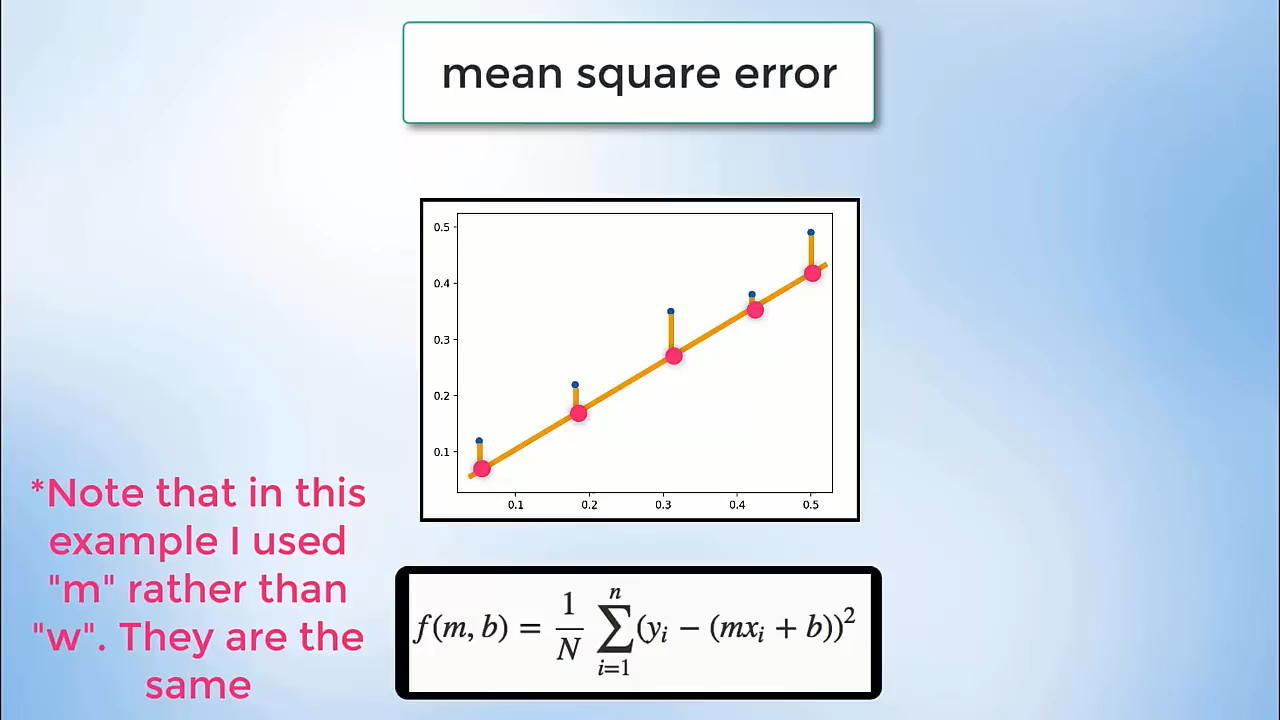 mean square error
0.5
0.4
0.3
0.2
0.1
0.1 0.2 0.3 0.4 0.5
*Note that in this
example I used
"m" rather than
"w". They are the
same
f(m, b) = \frac{1}{N} \sum_{i=1}^{n} (y_i − (mx_i + b))^2